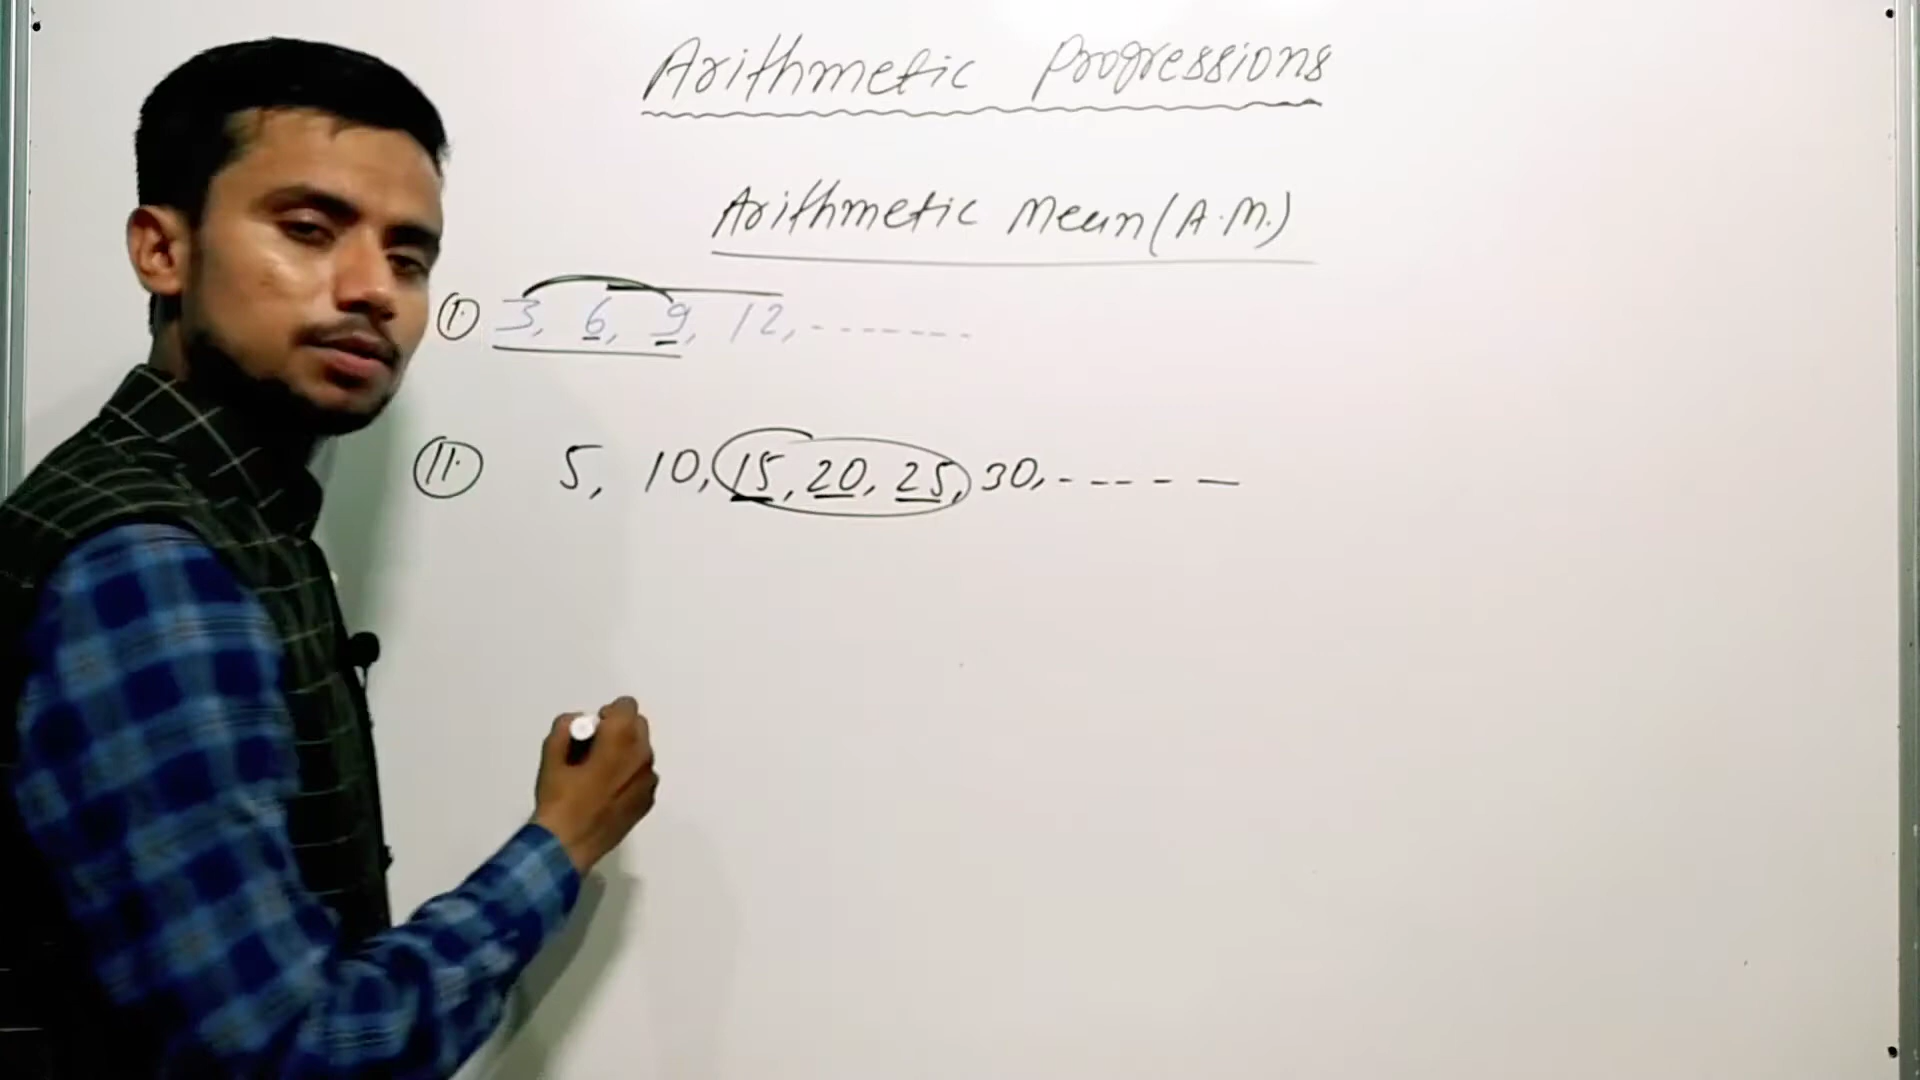 Arithmetic Progressions
Arithmetic Mean (A.M.)
I. 3, 6, 9, 12, -------
II. 5, 10, 15, 20, 25, 30, -----